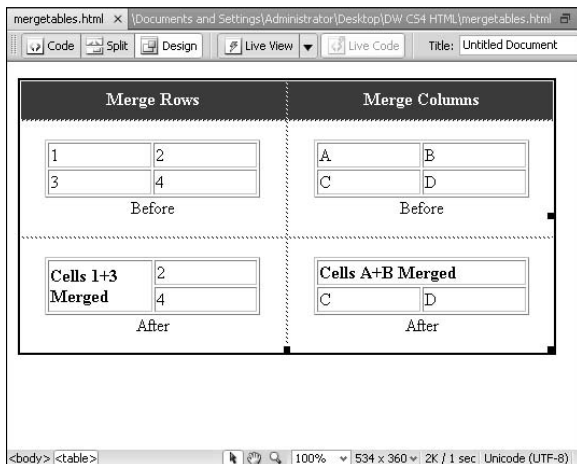 mergetables.html × \Documents and Settings\Administrator\Desktop\DW CS4 HTML\mergetables.html
Code Split Design Live View Live Code Title: Untitled Document
Merge Rows Merge Columns
1 2 A B
3 4 C D
Before Before
Cells 1+3 Merged 2 4 Cells A+B Merged C D
After After
<body> <table> 100% 534 x 360 2K / 1 sec Unicode (UTF-8)